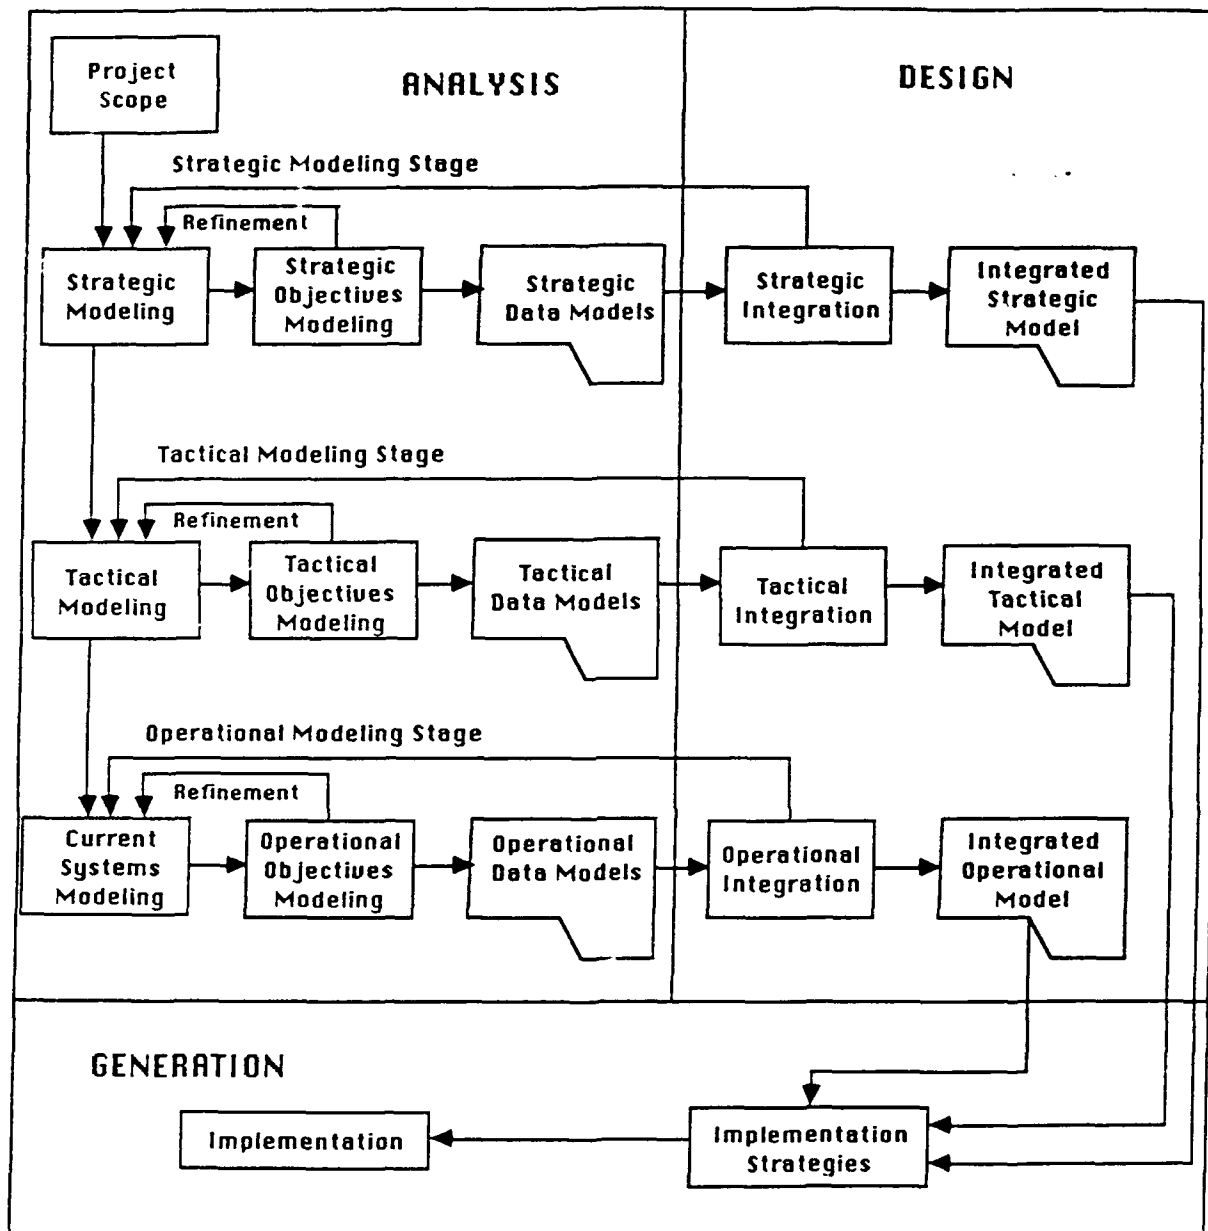 Project
Scope
ANALYSIS
DESIGN
Strategic Modeling Stage
Refinement
Strategic
Modeling
Strategic
Objectives
Modeling
Strategic
Data Models
Strategic
Integration
Integrated
Strategic
Model
Tactical Modeling Stage
Refinement
Tactical
Modeling
Tactical
Objectives
Modeling
Tactical
Data Models
Tactical
Integration
Integrated
Tactical
Model
Operational Modeling Stage
Refinement
Current
Systems
Modeling
Operational
Objectives
Modeling
Operational
Data Models
Operational
Integration
Integrated
Operational
Model
GENERATION
Implementation
Implementation
Strategies